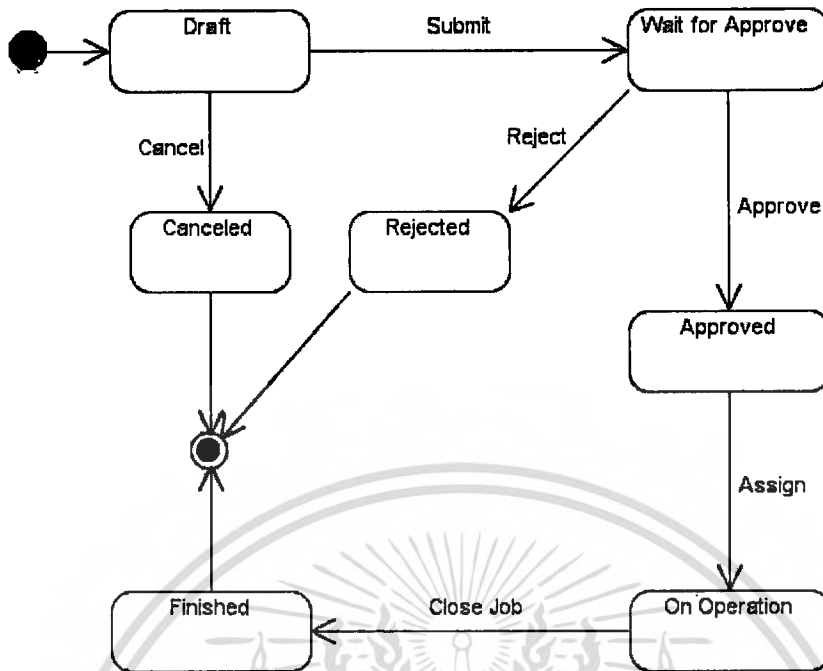 Draft
Submit
Wait for Approve
Cancel
Reject
Canceled
Rejected
Approve
Approved
Assign
Finished
Close Job
On Operation